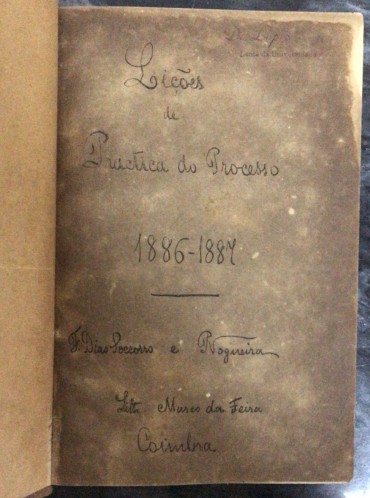 Lições
de
Practica do Processo
1886-1887
F. Dias Soccorro e Nogueira
Lith. Marco da Feira
Coimbra